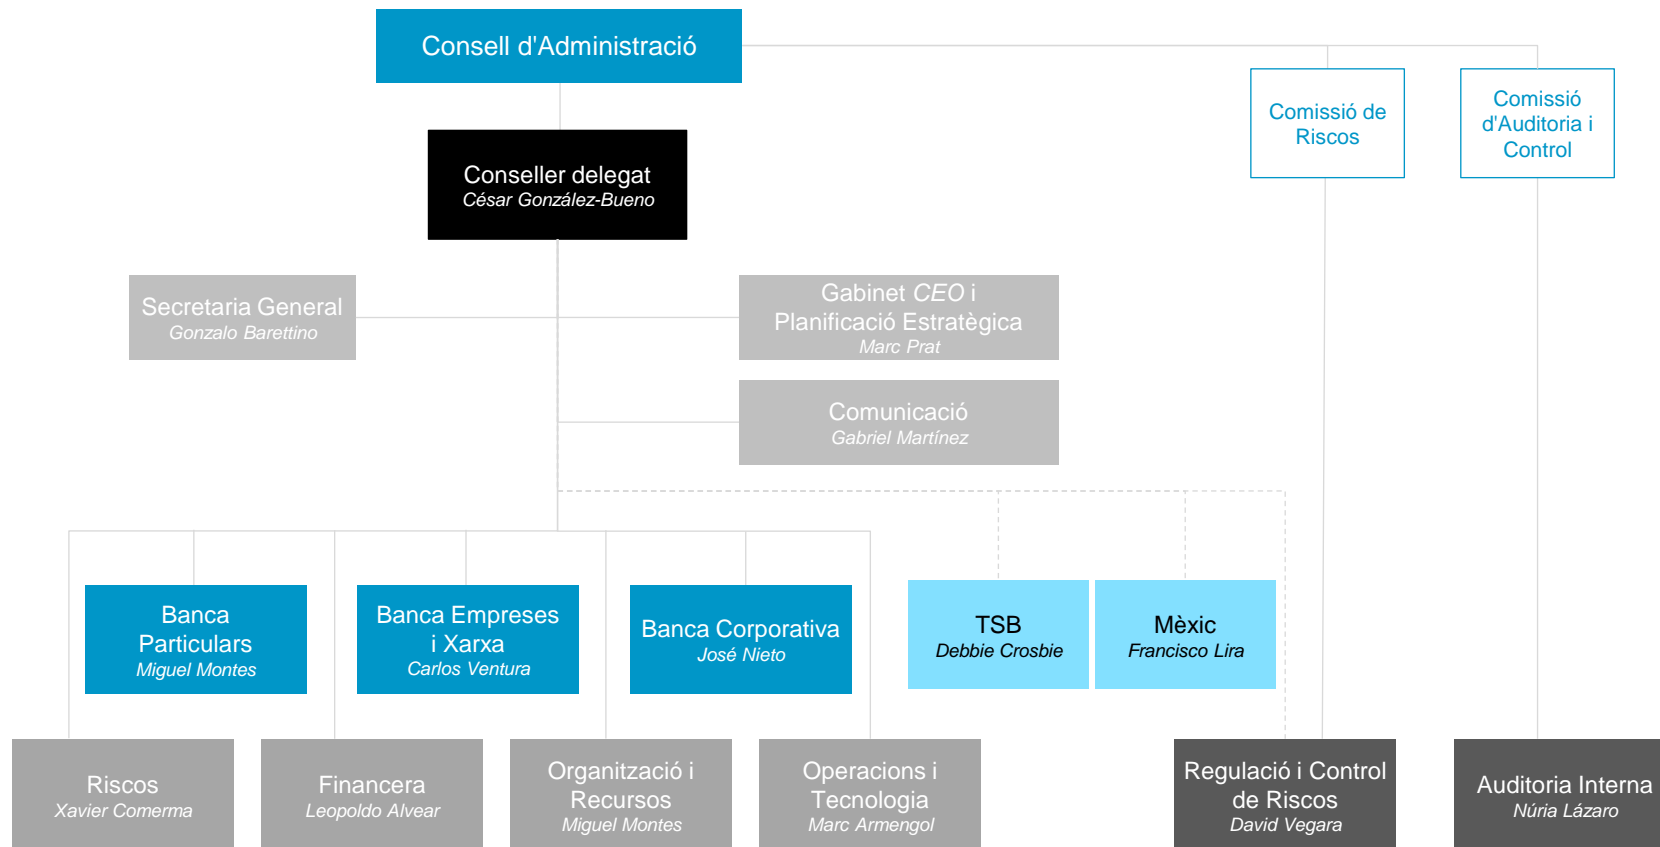 Consell d'Administració
Comissió de
Riscos
Comissió
d'Auditoria i
Control
Conseller delegat
César González-Bueno
Secretaria General
Gonzalo Barettino
Gabinet CEO i
Planificació Estratègica
Marc Prat
Comunicació
Gabriel Martínez
Banca
Particulars
Miguel Montes
Banca Empreses
i Xarxa
Carlos Ventura
Banca Corporativa
José Nieto
TSB
Debbie Crosbie
Mèxic
Francisco Lira
Riscos
Xavier Comerma
Financera
Leopoldo Alvear
Organització i
Recursos
Miguel Montes
Operacions i
Tecnologia
Marc Armengol
Regulació i Control
de Riscos
David Vegara
Auditoria Interna
Núria Lázaro